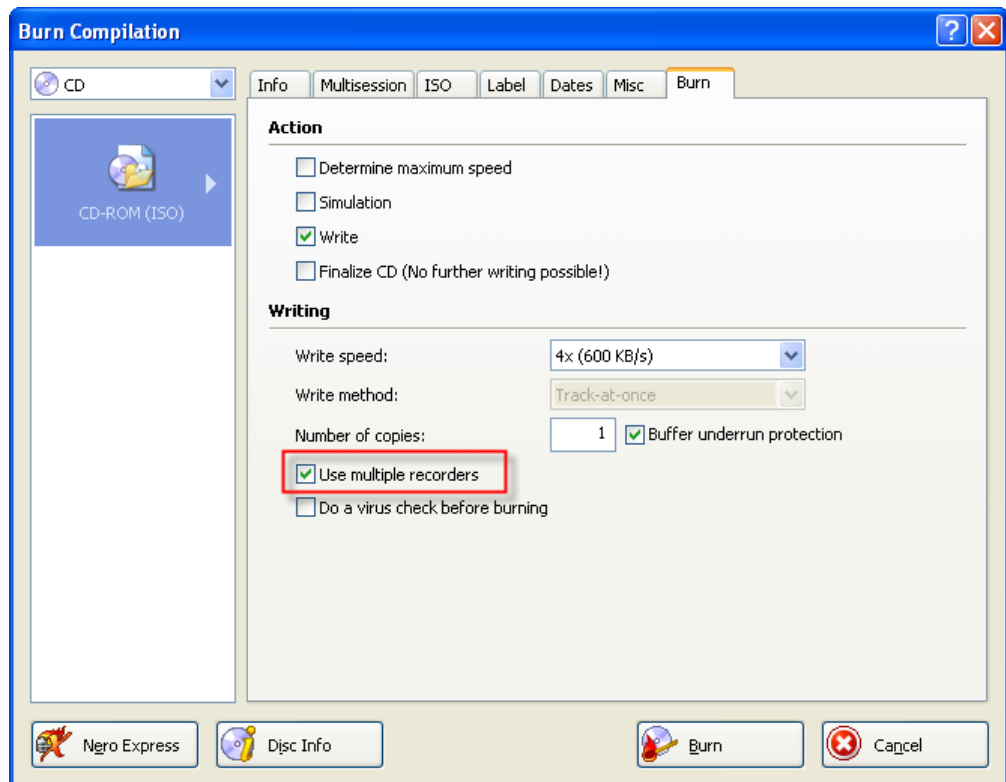 Burn Compilation
CD
Info Multisession ISO Label Dates Misc Burn
CD-ROM (ISO)
Action
Determine maximum speed
Simulation
Write
Finalize CD (No further writing possible!)
Writing
Write speed: 4x (600 KB/s)
Write method: Track-at-once
Number of copies: 1 Buffer underrun protection
Use multiple recorders
Do a virus check before burning
Nero Express Disc Info Burn Cancel